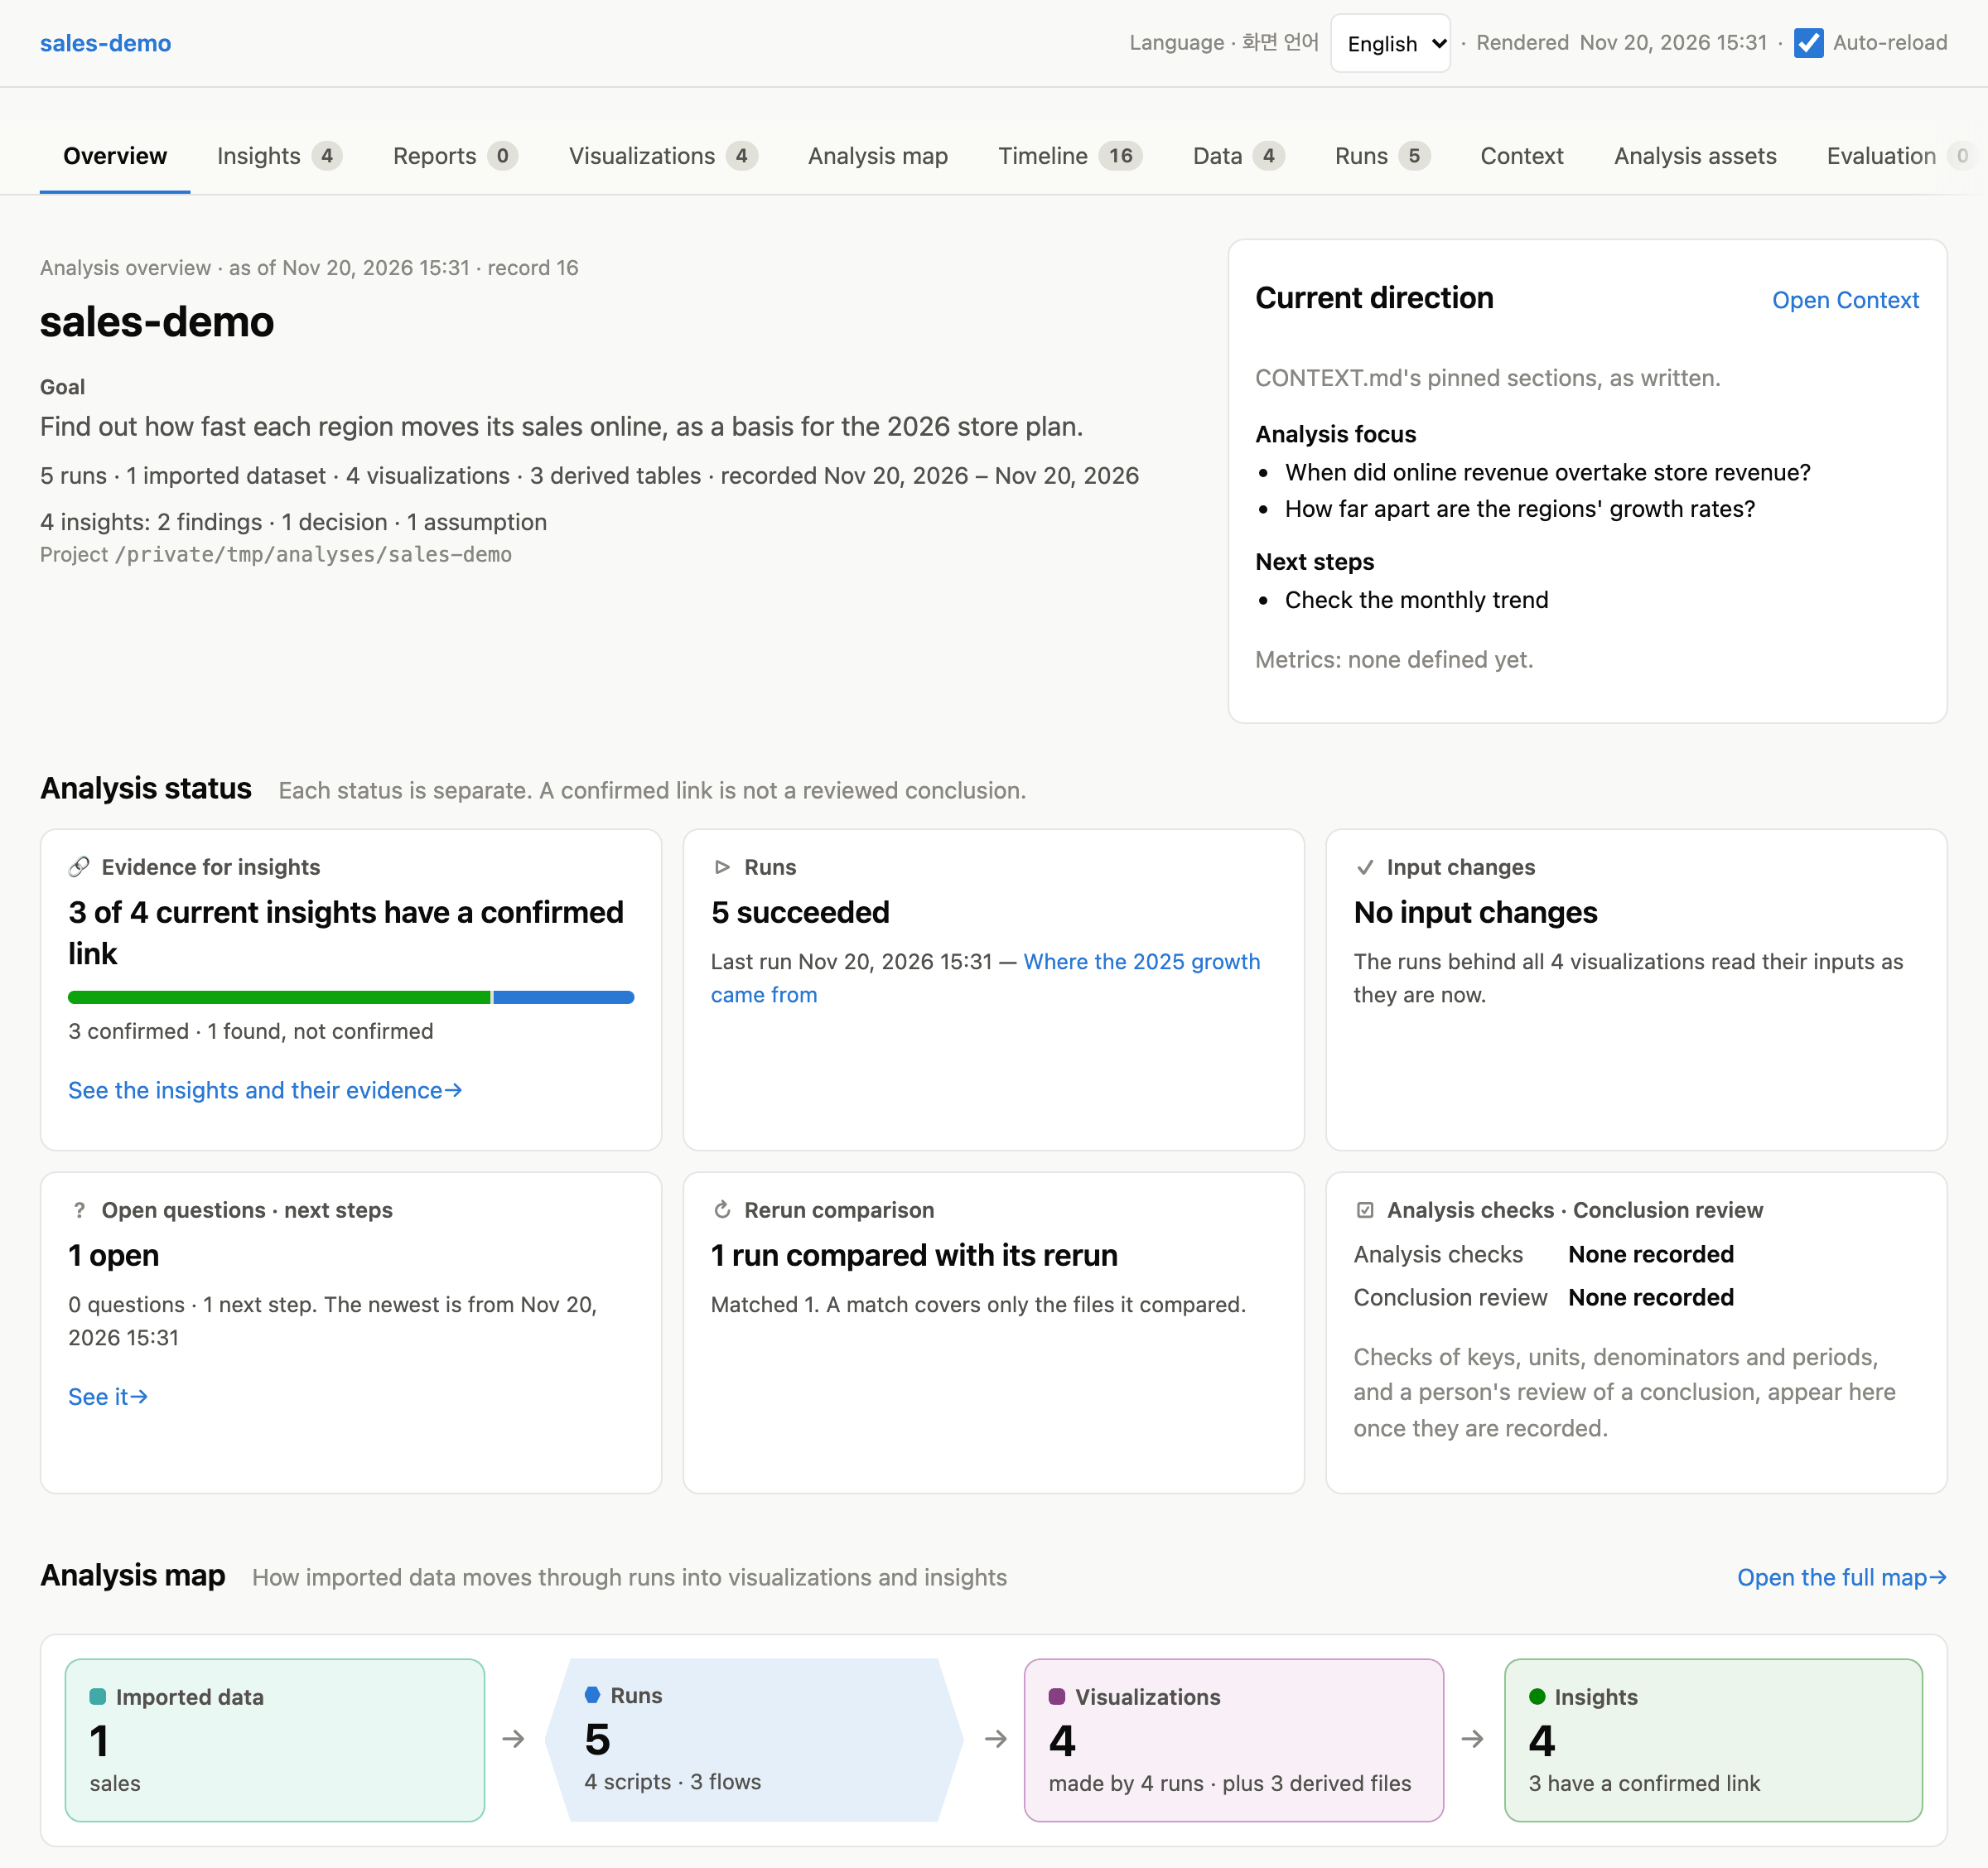 sales-demo
Language · 화면 언어 English · Rendered Nov 20, 2026 15:31 · Auto-reload
Overview Insights 4 Reports 0 Visualizations 4 Analysis map Timeline 16 Data 4 Runs 5 Context Analysis assets Evaluation 0
Analysis overview · as of Nov 20, 2026 15:31 · record 16
sales-demo
Goal
Find out how fast each region moves its sales online, as a basis for the 2026 store plan.
5 runs · 1 imported dataset · 4 visualizations · 3 derived tables · recorded Nov 20, 2026 – Nov 20, 2026
4 insights: 2 findings · 1 decision · 1 assumption
Project /private/tmp/analyses/sales-demo
Current direction
Open Context
CONTEXT.md's pinned sections, as written.
Analysis focus
• When did online revenue overtake store revenue?
• How far apart are the regions' growth rates?
Next steps
• Check the monthly trend
Metrics: none defined yet.
Analysis status Each status is separate. A confirmed link is not a reviewed conclusion.
Evidence for insights
3 of 4 current insights have a confirmed
link
3 confirmed · 1 found, not confirmed
See the insights and their evidence→
Runs
5 succeeded
Last run Nov 20, 2026 15:31 — Where the 2025 growth
came from
Input changes
No input changes
The runs behind all 4 visualizations read their inputs as
they are now.
? Open questions · next steps
1 open
0 questions · 1 next step. The newest is from Nov 20,
2026 15:31
See it→
Rerun comparison
1 run compared with its rerun
Matched 1. A match covers only the files it compared.
Analysis checks · Conclusion review
Analysis checks None recorded
Conclusion review None recorded
Checks of keys, units, denominators and periods,
and a person's review of a conclusion, appear here
once they are recorded.
Analysis map How imported data moves through runs into visualizations and insights
Open the full map→
Imported data
1
sales
→
Runs
5
4 scripts · 3 flows
→
Visualizations
4
made by 4 runs · plus 3 derived files
→
Insights
4
3 have a confirmed link